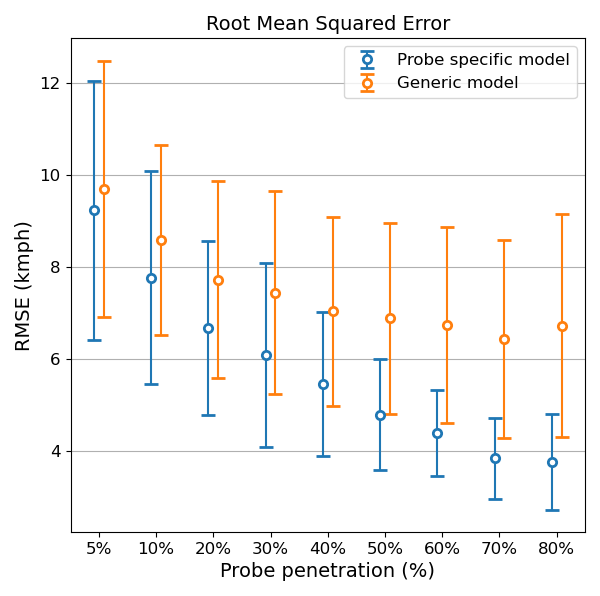 Root Mean Squared Error
Probe specific model
Generic model
12
10
8
6
4
RMSE (kmph)
5% 10% 20% 30% 40% 50% 60% 70% 80%
Probe penetration (%)